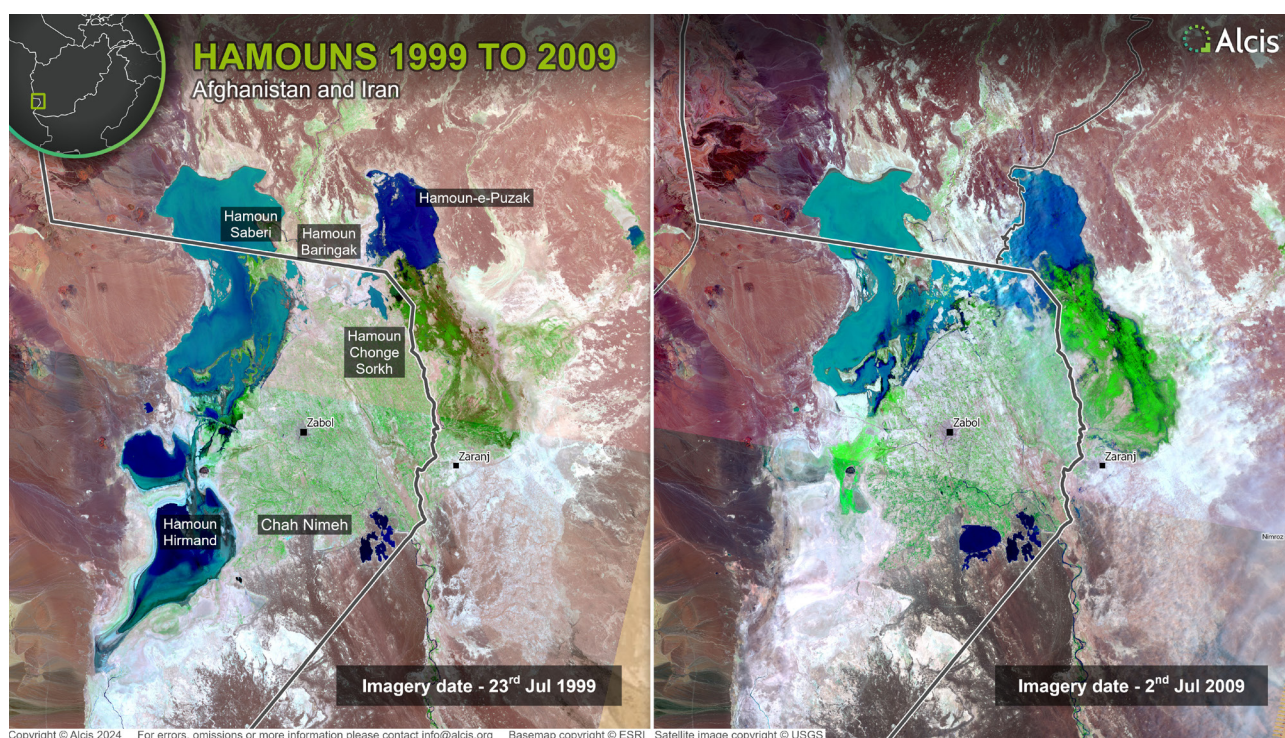 HAMOUNS 1999 TO 2009
Afghanistan and Iran
Alcis
Hamoun
Saberi
Hamoun
Baringak
Hamoun-e-Puzak
Hamoun
Chonge
Sorkh
Zabol
Zaranj
Hamoun
Hirmand
Chah Nimeh
Imagery date - 23rd Jul 1999
Zabol
Zaranj
Nimroz
Imagery date - 2nd Jul 2009
Copyright © Alcis 2024 For errors, omissions or more information please contact info@alcis.org Basemap copyright © ESRI Satellite image copyright © USGS